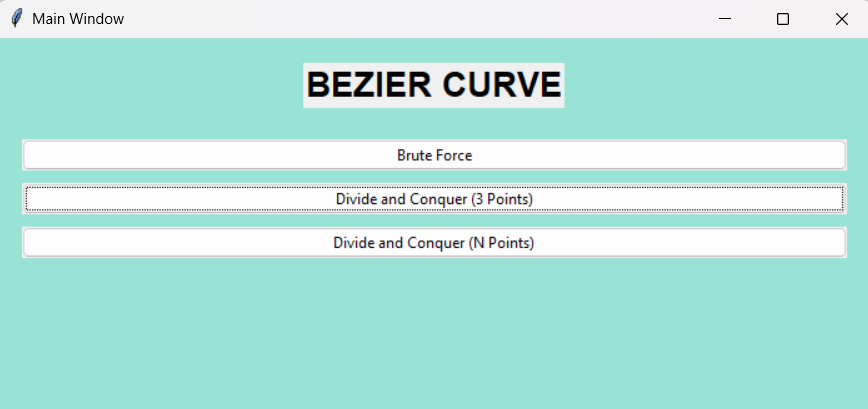 Main Window
BEZIER CURVE
Brute Force
Divide and Conquer (3 Points)
Divide and Conquer (N Points)